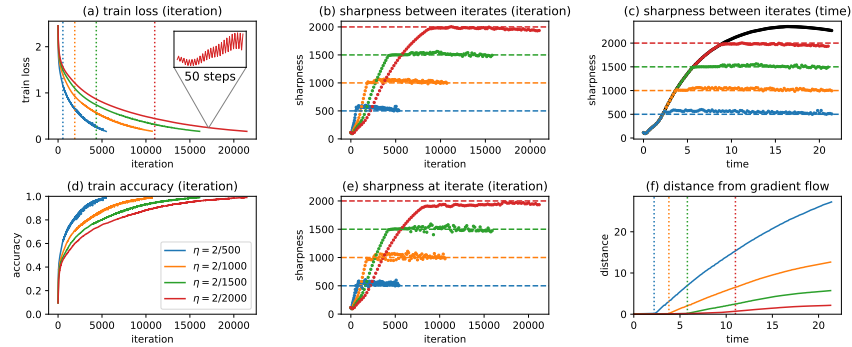 (a) train loss (iteration)
train loss
2
1
0
50 steps
0
5000
10000
15000
20000
iteration
(b) sharpness between iterates (iteration)
sharpness
2000
1500
1000
500
0
0
5000
10000
15000
20000
iteration
(c) sharpness between iterates (time)
sharpness
2000
1500
1000
500
0
0
5
10
15
20
time
(d) train accuracy (iteration)
accuracy
1.0
0.8
0.6
0.4
0.2
0.0
η = 2/500
η = 2/1000
η = 2/1500
η = 2/2000
0
5000
10000
15000
20000
iteration
(e) sharpness at iterate (iteration)
sharpness
2000
1500
1000
500
0
0
5000
10000
15000
20000
iteration
(f) distance from gradient flow
distance
20
10
0
0
5
10
15
20
time